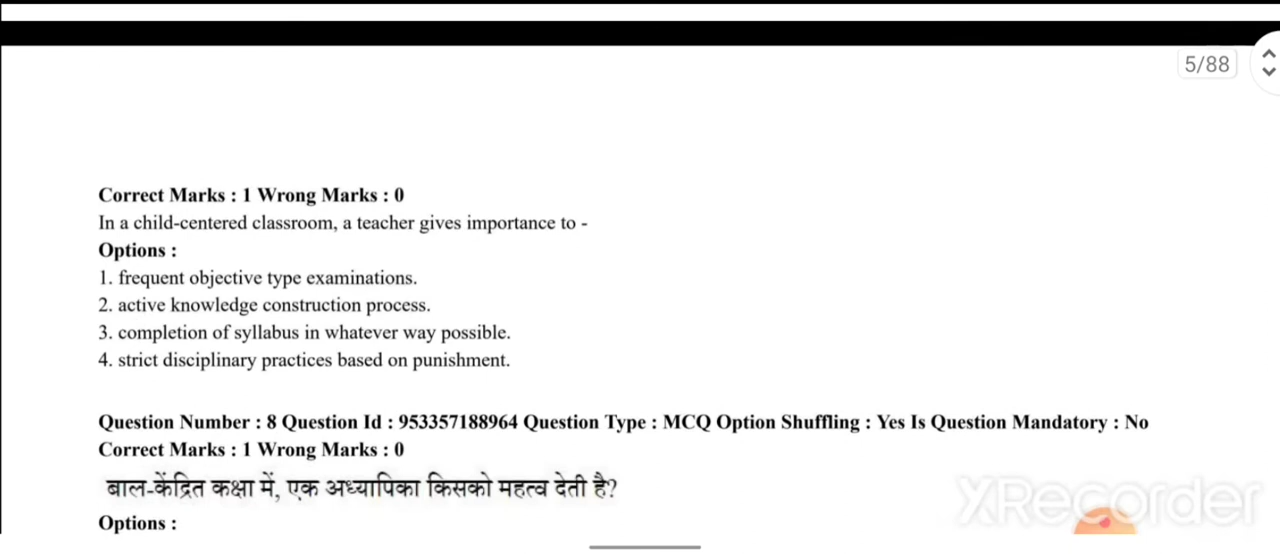 5/88
Correct Marks : 1 Wrong Marks : 0
In a child-centered classroom, a teacher gives importance to -
Options :
1. frequent objective type examinations.
2. active knowledge construction process.
3. completion of syllabus in whatever way possible.
4. strict disciplinary practices based on punishment.
Question Number : 8 Question Id : 953357188964 Question Type : MCQ Option Shuffling : Yes Is Question Mandatory : No
Correct Marks : 1 Wrong Marks : 0
बाल-केंद्रित कक्षा में, एक अध्यापिका किसको महत्व देती है?
Options :
XRecorder